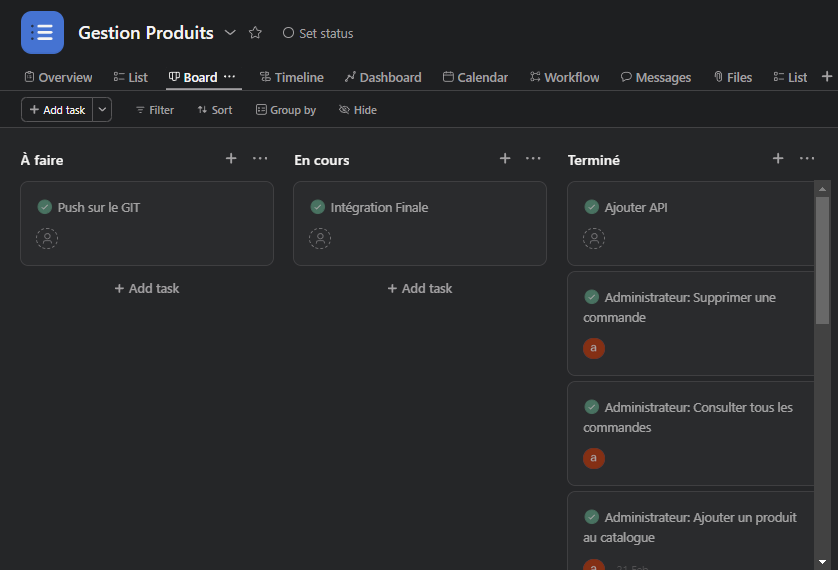 Gestion Produits
Set status
Overview
List
Board
Timeline
Dashboard
Calendar
Workflow
Messages
Files
List
Add task
Filter
Sort
Group by
Hide
À faire
Push sur le GIT
Add task
En cours
Intégration Finale
Add task
Terminé
Ajouter API
Administrateur: Supprimer une
commande
a
Administrateur: Consulter tous les
commandes
a
Administrateur: Ajouter un produit
au catalogue
a